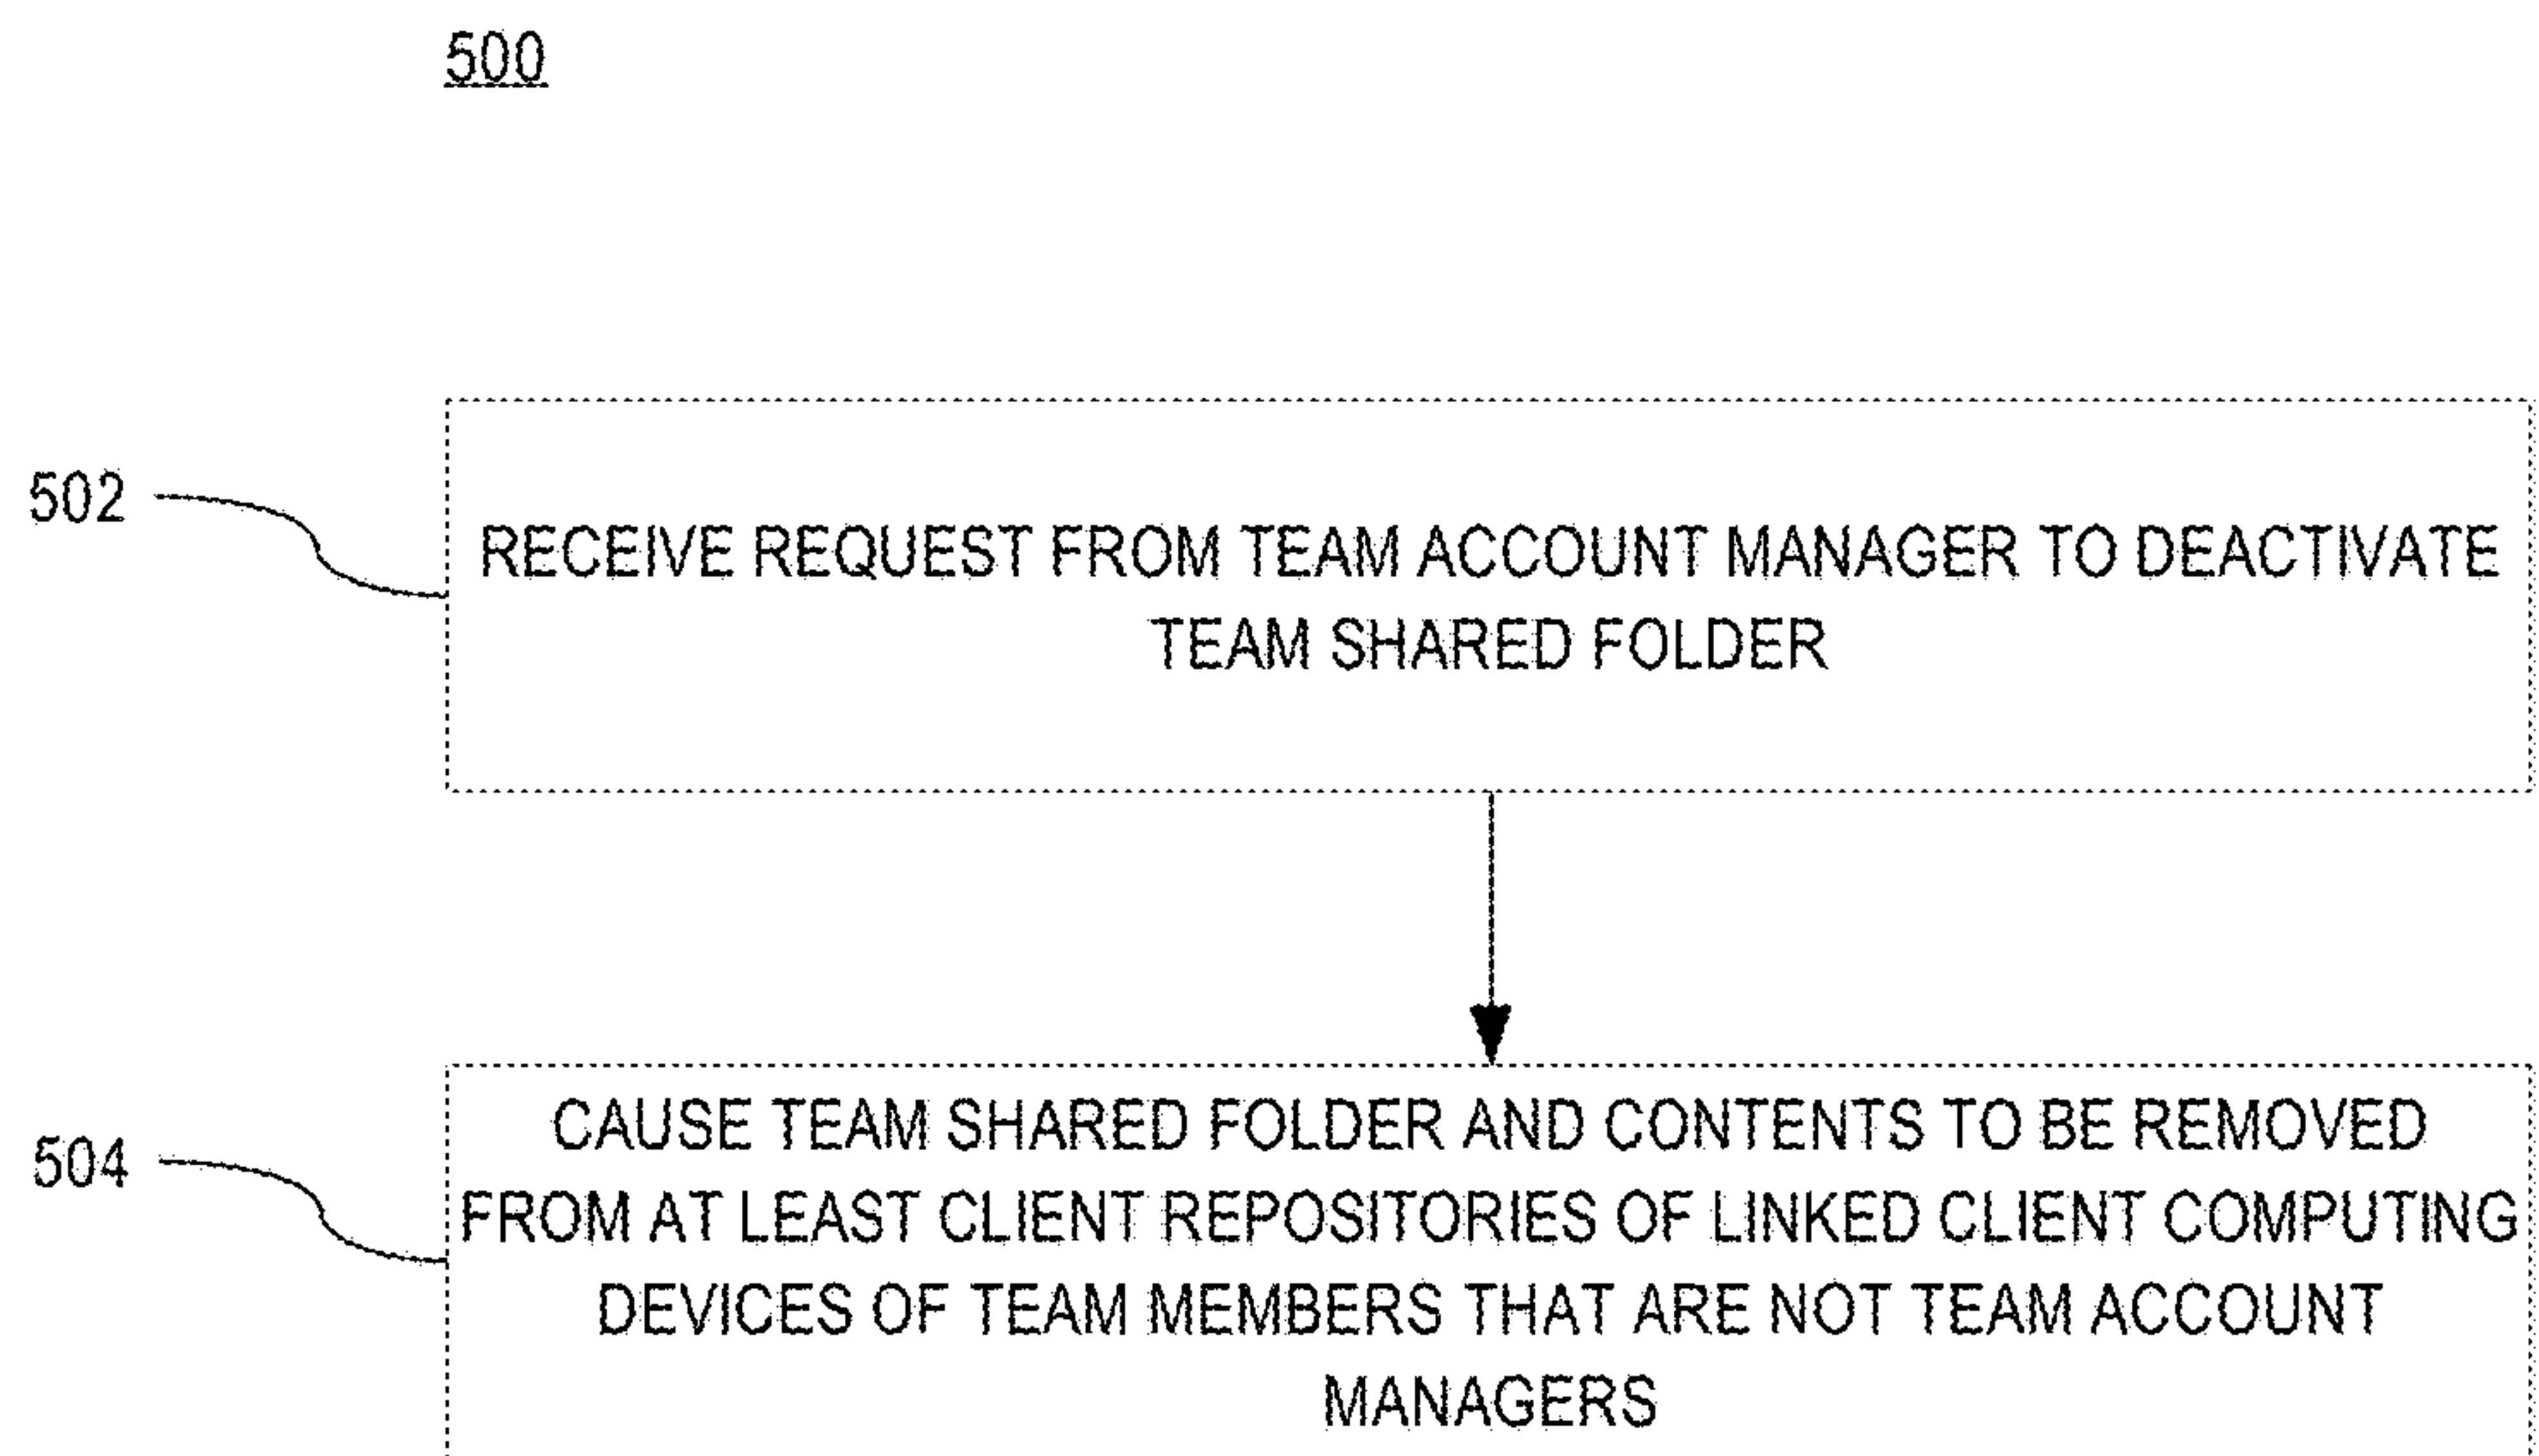 500
502
RECEIVE REQUEST FROM TEAM ACCOUNT MANAGER TO DEACTIVATE
TEAM SHARED FOLDER
504
CAUSE TEAM SHARED FOLDER AND CONTENTS TO BE REMOVED
FROM AT LEAST CLIENT REPOSITORIES OF LINKED CLIENT COMPUTING
DEVICES OF TEAM MEMBERS THAT ARE NOT TEAM ACCOUNT
MANAGERS